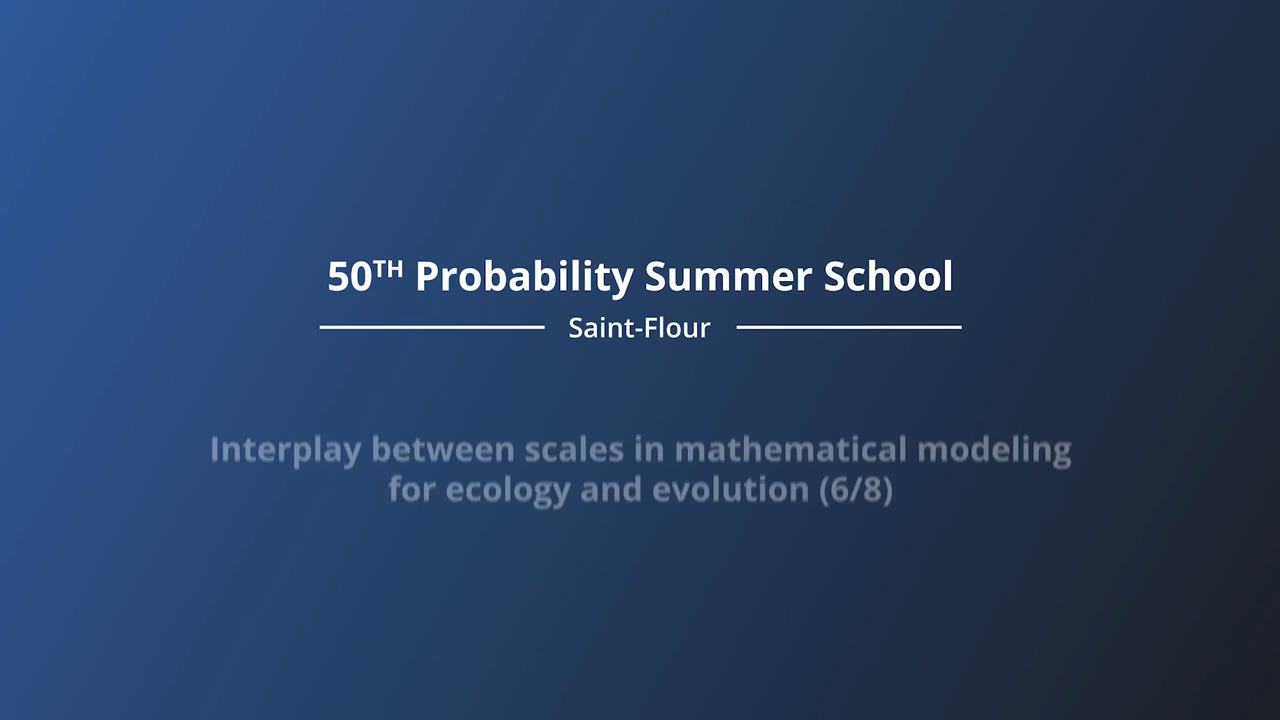 50TH Probability Summer School
Saint-Flour
Interplay between scales in mathematical modeling
for ecology and evolution (6/8)